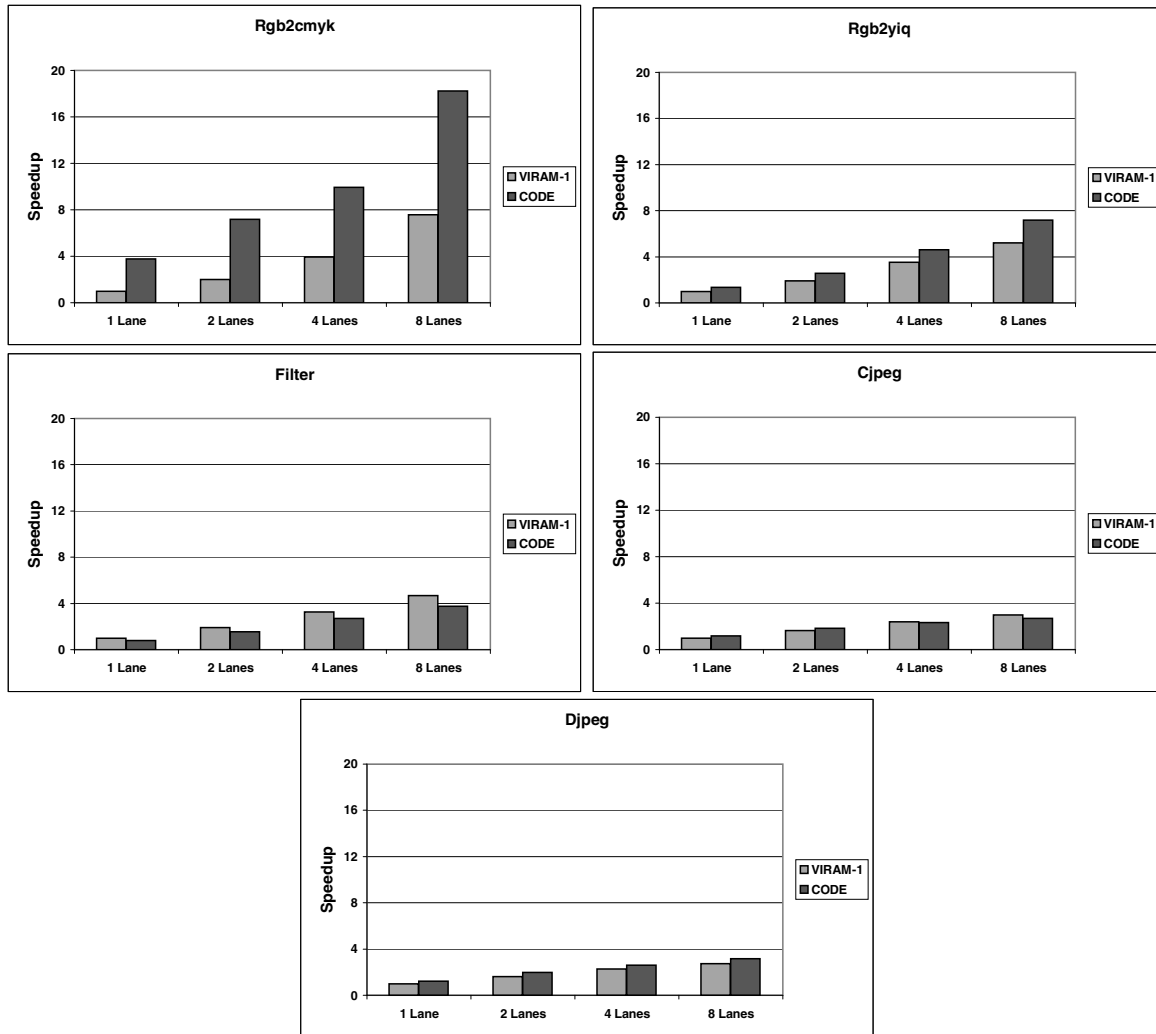 Rgb2cmyk
20
16
12
8
4
0
Speedup
1 Lane 2 Lanes 4 Lanes 8 Lanes
VIRAM-1
CODE
Rgb2yiq
20
16
12
8
4
0
Speedup
1 Lane 2 Lanes 4 Lanes 8 Lanes
VIRAM-1
CODE
Filter
20
16
12
8
4
0
Speedup
1 Lane 2 Lanes 4 Lanes 8 Lanes
VIRAM-1
CODE
Cjpeg
20
16
12
8
4
0
Speedup
1 Lane 2 Lanes 4 Lanes 8 Lanes
VIRAM-1
CODE
Djpeg
20
16
12
8
4
0
Speedup
1 Lane 2 Lanes 4 Lanes 8 Lanes
VIRAM-1
CODE